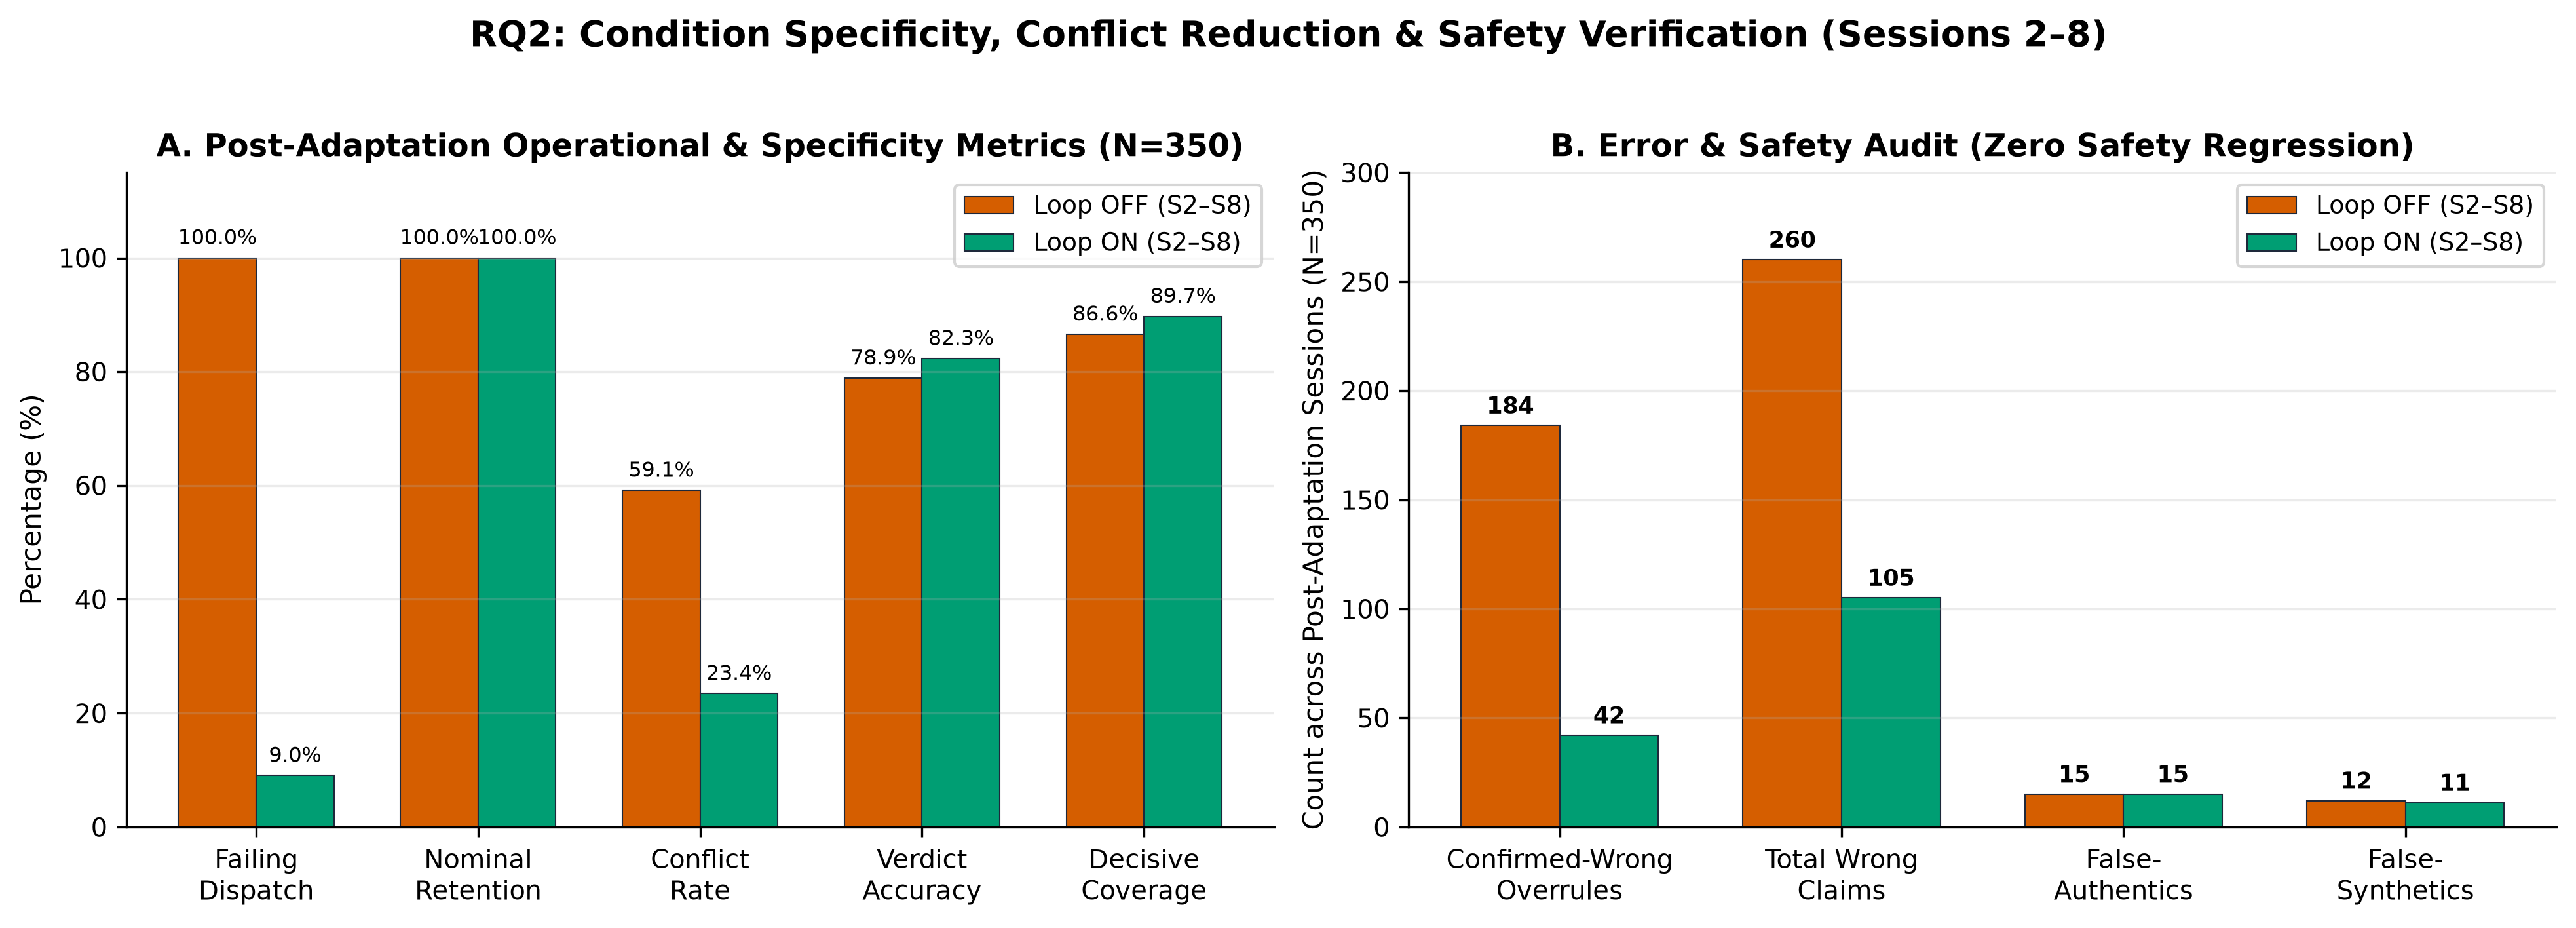 RQ2: Condition Specificity, Conflict Reduction & Safety Verification (Sessions 2–8)
A. Post-Adaptation Operational & Specificity Metrics (N=350)
Percentage (%)
100
80
60
40
20
0
Loop OFF (S2–S8)
Loop ON (S2–S8)
100.0%
9.0%
100.0%
100.0%
59.1%
23.4%
78.9%
82.3%
86.6%
89.7%
Failing
Dispatch
Nominal
Retention
Conflict
Rate
Verdict
Accuracy
Decisive
Coverage
B. Error & Safety Audit (Zero Safety Regression)
Count across Post-Adaptation Sessions (N=350)
300
250
200
150
100
50
0
Loop OFF (S2–S8)
Loop ON (S2–S8)
184
42
260
105
15
15
12
11
Confirmed-Wrong
Overrules
Total Wrong
Claims
False-
Authentics
False-
Synthetics